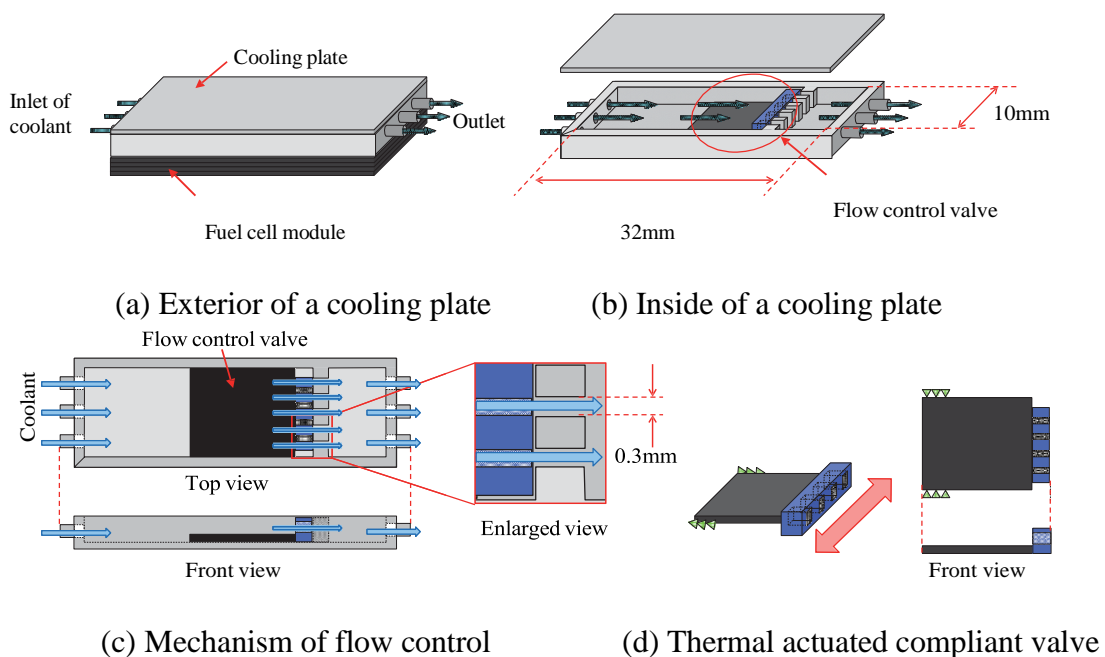 Cooling plate
Inlet of
coolant
Outlet
Fuel cell module
10mm
Flow control valve
32mm
(a) Exterior of a cooling plate
(b) Inside of a cooling plate
Flow control valve
Coolant
Top view
Front view
0.3mm
Enlarged view
Front view
(c) Mechanism of flow control
(d) Thermal actuated compliant valve